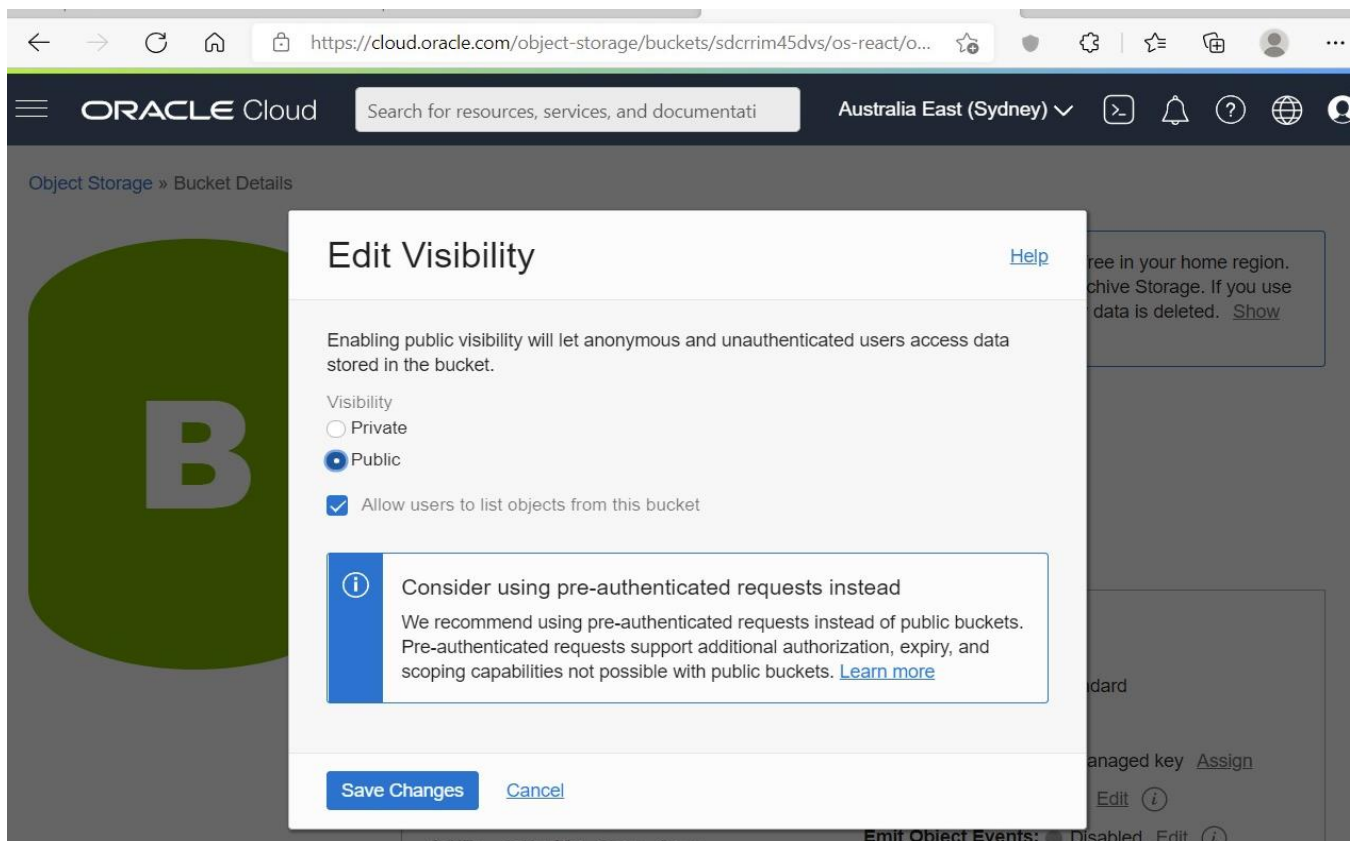 https://cloud.oracle.com/object-storage/buckets/sdcrrim45dvs/os-react/o...
ORACLE Cloud
Search for resources, services, and documentati
Australia East (Sydney)
Object Storage » Bucket Details
B
Edit Visibility
Help
ree in your home region.
chive Storage. If you use
data is deleted. Show
Enabling public visibility will let anonymous and unauthenticated users access data
stored in the bucket.
Visibility
Private
Public
Allow users to list objects from this bucket
Consider using pre-authenticated requests instead
We recommend using pre-authenticated requests instead of public buckets.
Pre-authenticated requests support additional authorization, expiry, and
scoping capabilities not possible with public buckets. Learn more
ndard
anaged key Assign
Edit
Save Changes
Cancel
Emit Object Events: Disabled Edit